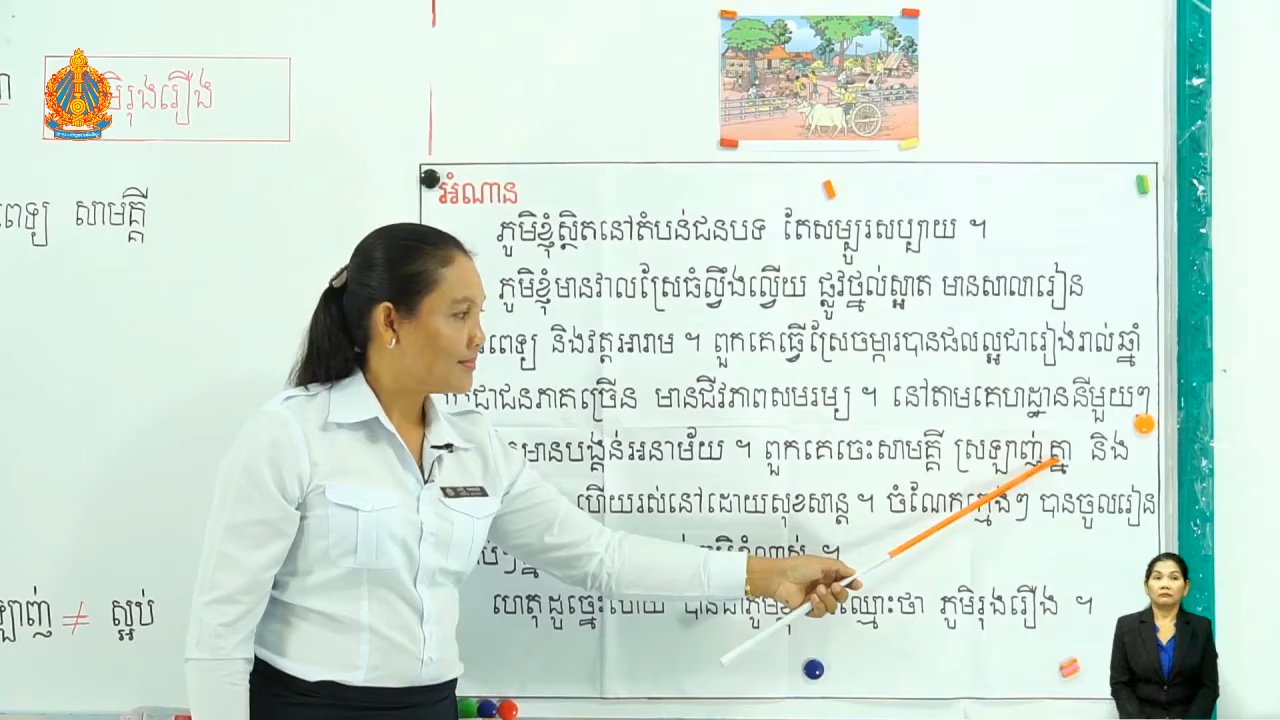 មិរុងរឿង
ពេទ្យ សាមគ្គី
ឡាញ់ ≠ ស្អប់
អំណាន
ភូមិខ្ញុំស្ថិតនៅតំបន់ជនបទ តែសម្បូរសប្បាយ ។
ភូមិខ្ញុំមានវាលស្រែធំល្វឹងល្វើយ ផ្លូវថ្នល់ស្អាត មានសាលារៀន
ពេទ្យ និងវត្តអារាម ។ ពួកគេធ្វើស្រែចម្ការបានផលល្អជារៀងរាល់ឆ្នាំ
ជាជនភាគច្រើន មានជីវភាពសមរម្យ ។ នៅតាមគេហដ្ឋាននីមួយៗ
មានបង្គន់អនាម័យ ។ ពួកគេចេះសាមគ្គី ស្រឡាញ់គ្នា និង
ហើយរស់នៅដោយសុខសាន្ត ។ ចំណែកក្មេងៗ បានចូលរៀន
ហេតុដូច្នេះហើយ បានជាភូមិខ្ញុំ ឈ្មោះថា ភូមិរុងរឿង ។